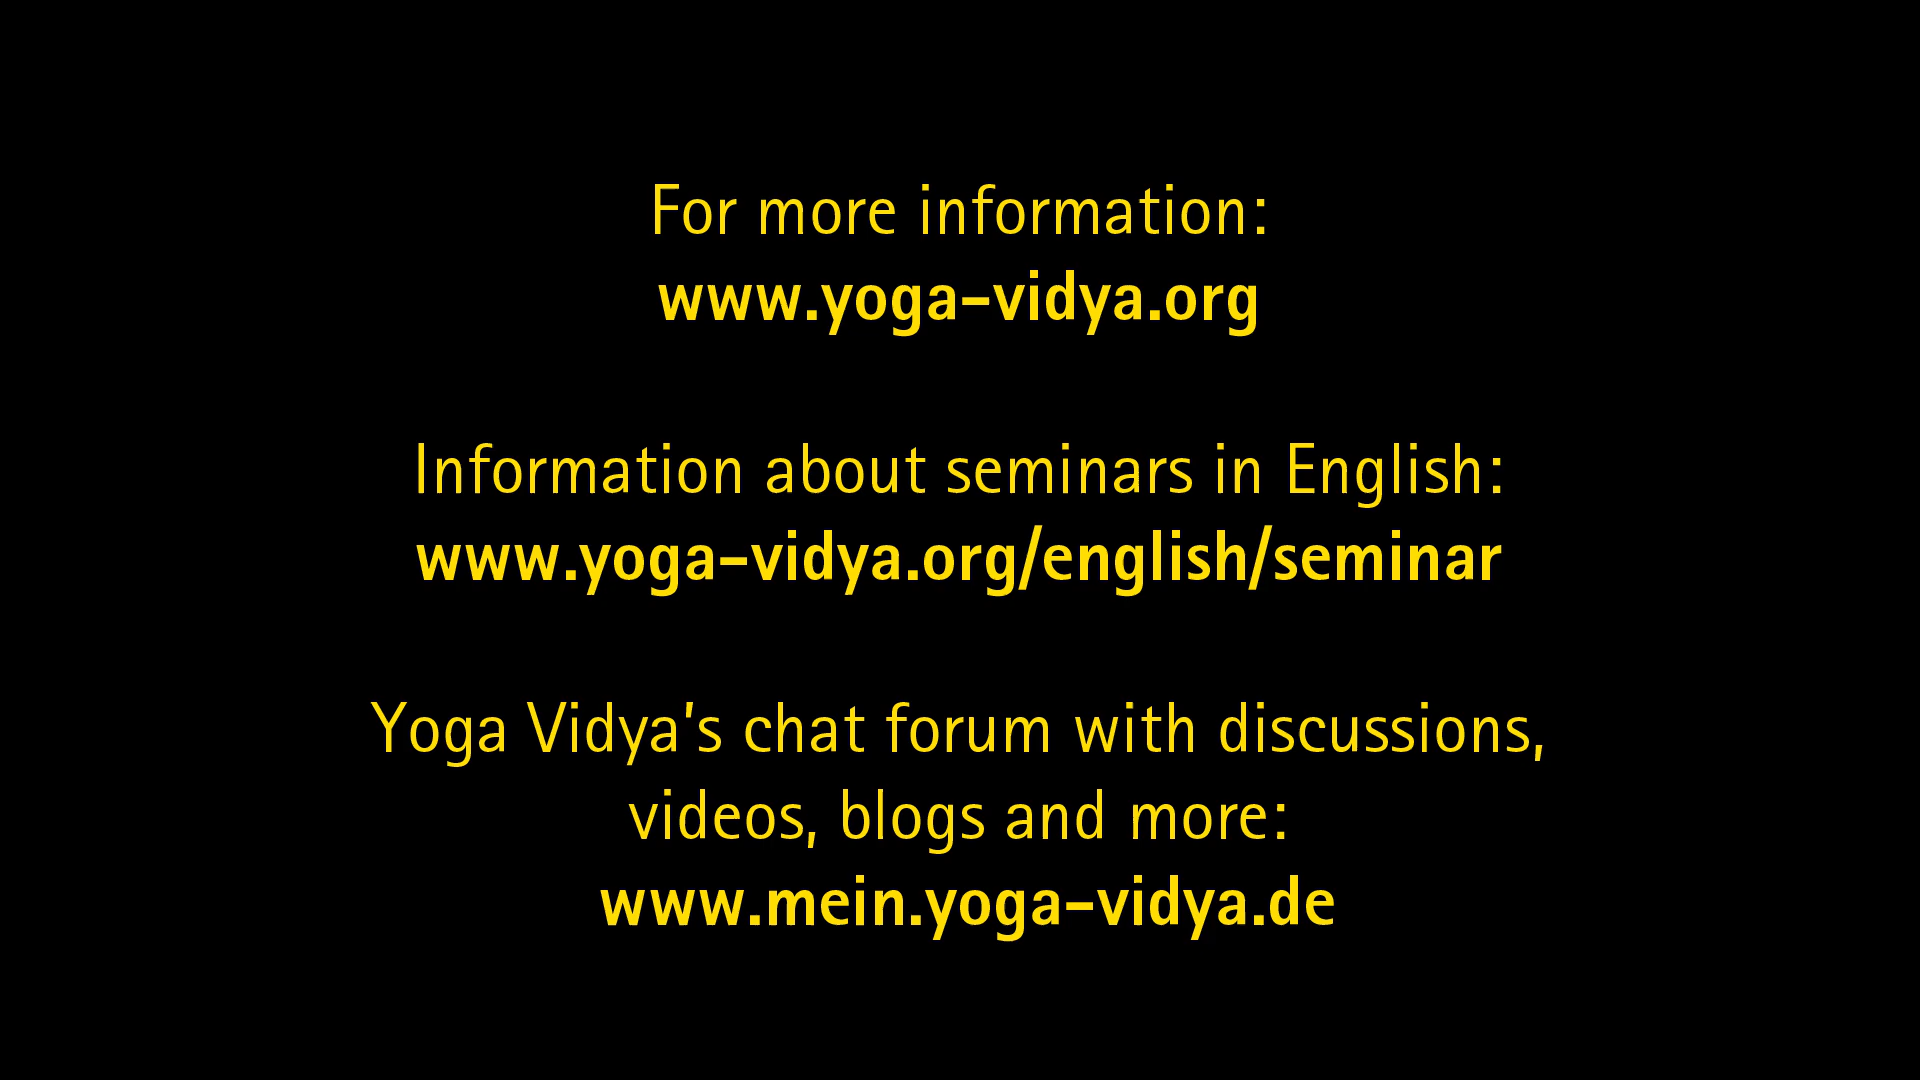 For more information:
www.yoga-vidya.org
Information about seminars in English:
www.yoga-vidya.org/english/seminar
Yoga Vidya’s chat forum with discussions,
videos, blogs and more:
www.mein.yoga-vidya.de